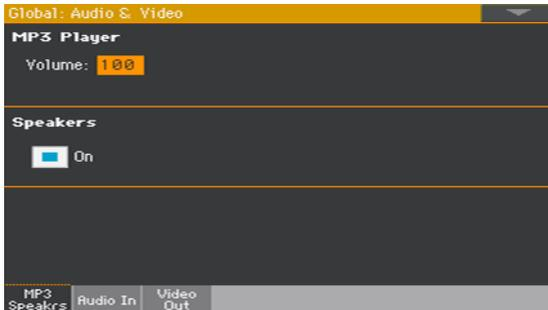 Global: Audio & Video
MP3 Player
Volume: 100
Speakers
On
MP3
Speakrs
Audio In
Video
Out